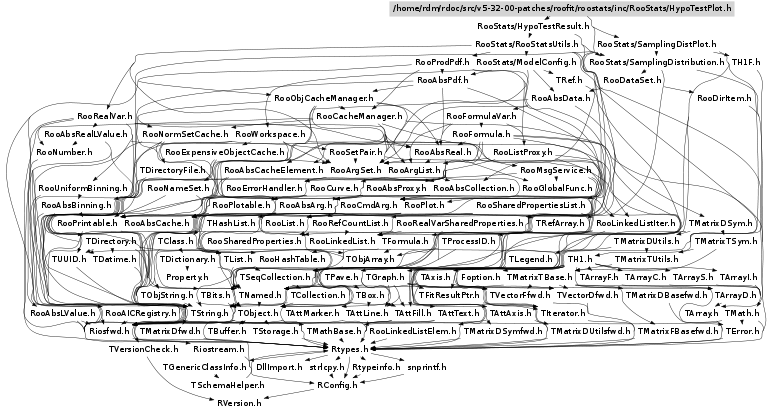 /home/rdm/rdoc/src/v5-32-00-patches/roofit/roostats/inc/RooStats/HypoTestPlot.h
RooStats/HypoTestResult.h
RooStats/RooStatsUtils.h RooStats/SamplingDistPlot.h
RooProdPdf.h RooStats/ModelConfig.h RooStats/SamplingDistribution.h TH1F.h
RooAbsPdf.h TRef.h RooDataSet.h
RooObjCacheManager.h RooAbsData.h RooDirItem.h
RooRealVar.h RooCacheManager.h RooFormulaVar.h
RooAbsRealLValue.h RooNormSetCache.h RooWorkspace.h RooFormula.h
RooNumber.h RooExpensiveObjectCache.h RooSetPair.h RooAbsReal.h RooListProxy.h
TDirectoryFile.h RooAbsCacheElement.h RooArgSet.h RooArgList.h RooMsgService.h
RooUniformBinning.h RooNameSet.h RooErrorHandler.h RooCurve.h RooAbsProxy.h RooAbsCollection.h RooGlobalFunc.h
RooAbsBinning.h RooPlotable.h RooAbsArg.h RooCmdArg.h RooPlot.h RooSharedPropertiesList.h
RooPrintable.h RooAbsCache.h THashList.h RooList.h RooRefCountList.h RooRealVarSharedProperties.h TRefArray.h RooLinkedListIter.h TMatrixDSym.h
TDirectory.h TClass.h RooSharedProperties.h RooLinkedList.h TFormula.h TProcessID.h TMatrixDUtils.h TMatrixTSym.h
TUUID.h TDatime.h TDictionary.h TList.h RooHashTable.h TObjArray.h TLegend.h TH1.h TMatrixTUtils.h
Property.h TSeqCollection.h TPave.h TGraph.h TAxis.h Foption.h TMatrixTBase.h TArrayF.h TArrayC.h TArrayS.h TArrayI.h
TObjString.h TBits.h TNamed.h TCollection.h TBox.h TFitResultPtr.h TVectorFfwd.h TVectorDfwd.h TMatrixDBasefwd.h TArrayD.h
RooAbsLValue.h RooAICRegistry.h TString.h TObject.h TAttMarker.h TAttLine.h TAttFill.h TAttText.h TAttAxis.h TIterator.h TArray.h TMath.h
Riosfwd.h TMatrixDfwd.h TBuffer.h TStorage.h TMathBase.h RooLinkedListElem.h TMatrixDSymfwd.h TMatrixDUtilsfwd.h TMatrixFBasefwd.h TError.h
TVersionCheck.h Riostream.h Rtypes.h
TGenericClassInfo.h DllImport.h strlcpy.h Rtypeinfo.h snprintf.h
TSchemaHelper.h RConfig.h
RVersion.h